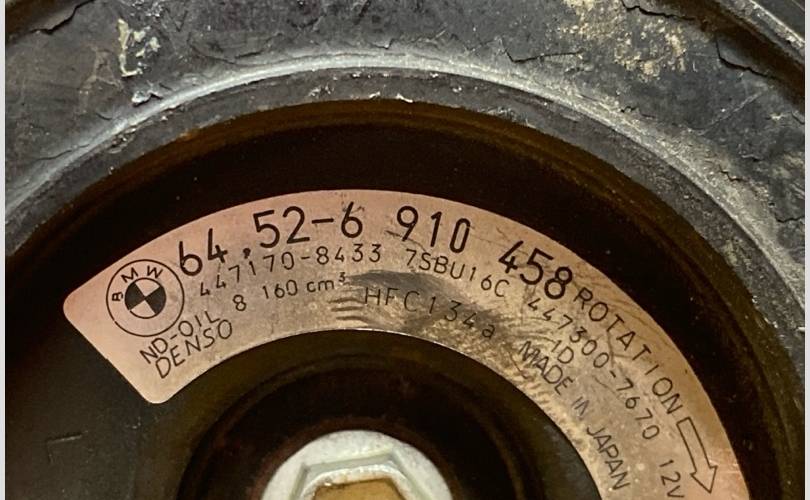 BMW
64.52-6 910 458
ROTATION
447170-8433 7SBU16C 447300-7670 12V
ND-OIL 8 160 cm³ HFC134a 1D
DENSO
MADE IN JAPAN